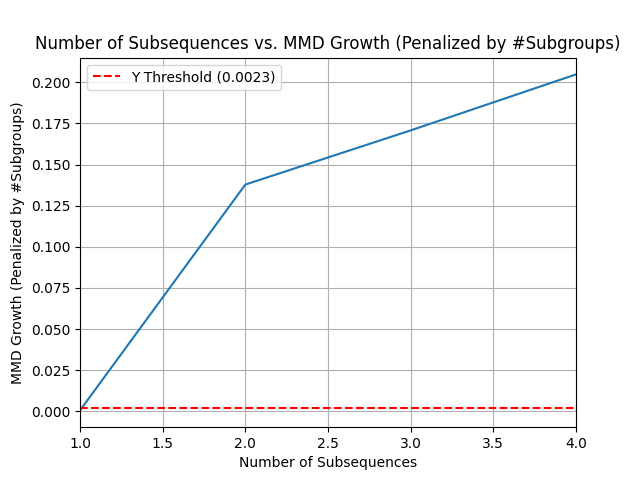 Number of Subsequences vs. MMD Growth (Penalized by #Subgroups)
Y Threshold (0.0023)
MMD Growth (Penalized by #Subgroups)
0.200
0.175
0.150
0.125
0.100
0.075
0.050
0.025
0.000
1.0 1.5 2.0 2.5 3.0 3.5 4.0
Number of Subsequences